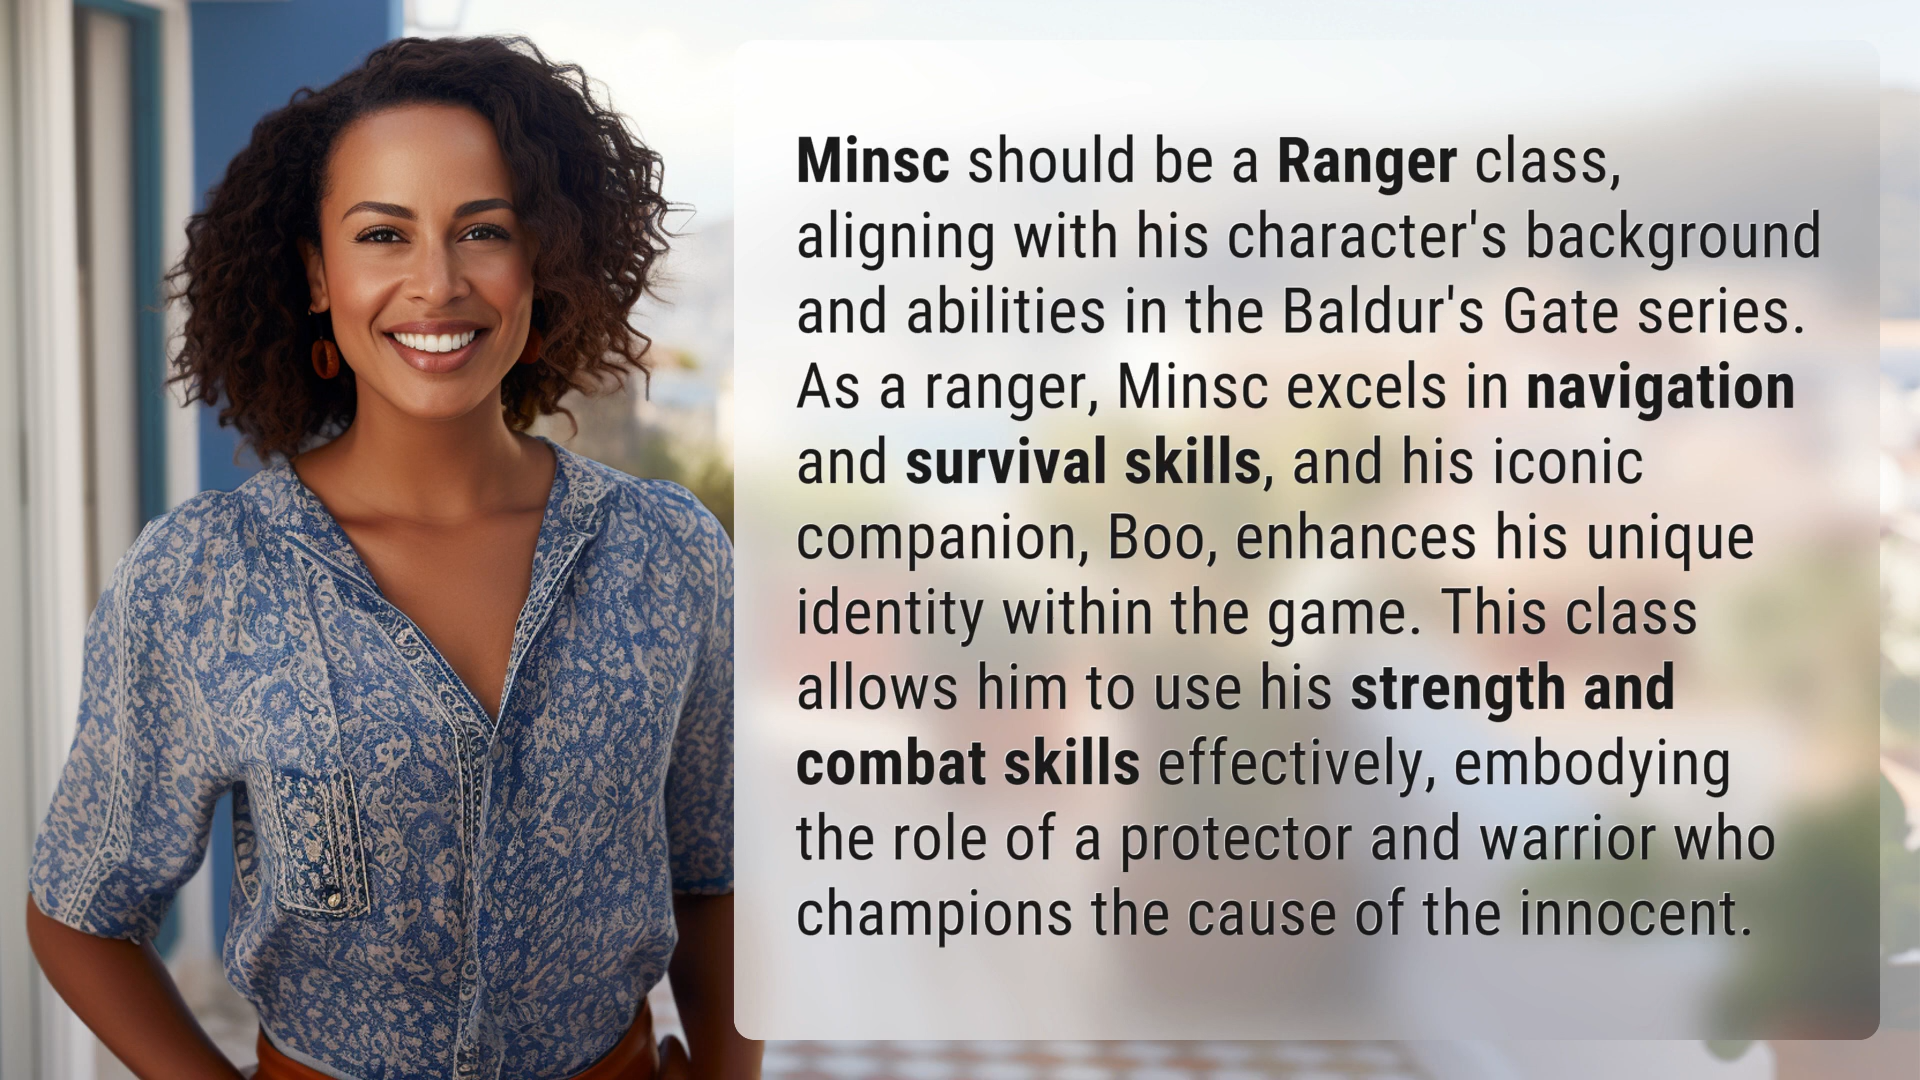 Minsc should be a Ranger class,
aligning with his character's background
and abilities in the Baldur's Gate series.
As a ranger, Minsc excels in navigation
and survival skills, and his iconic
companion, Boo, enhances his unique
identity within the game. This class
allows him to use his strength and
combat skills effectively, embodying
the role of a protector and warrior who
champions the cause of the innocent.